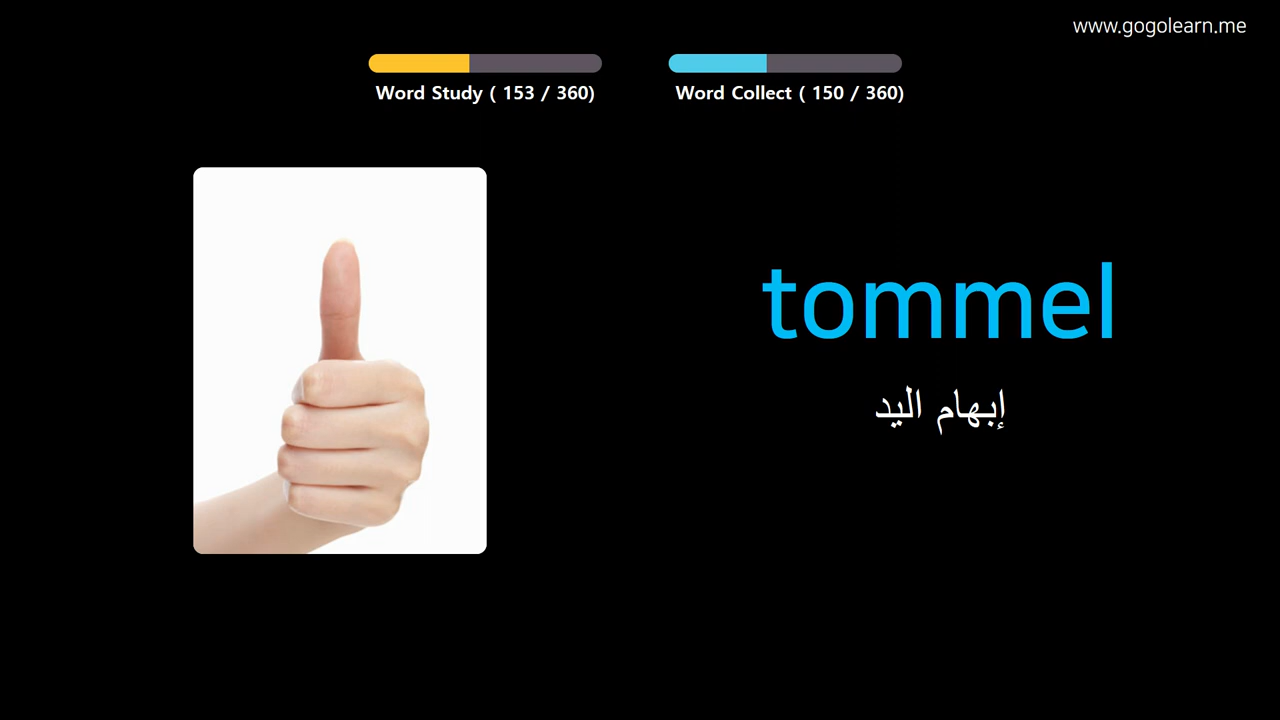 www.gogolearn.me
Word Study ( 153 / 360)
Word Collect ( 150 / 360)
tommel
إبهام اليد